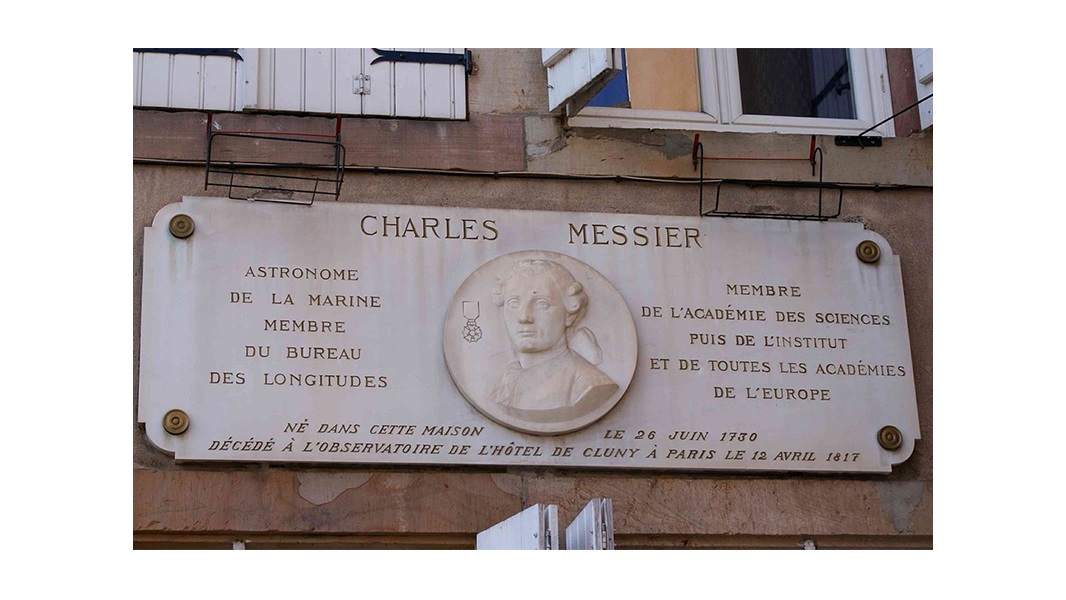 CHARLES MESSIER
ASTRONOME
DE LA MARINE
MEMBRE
DU BUREAU
DES LONGITUDES
MEMBRE
DE L'ACADÉMIE DES SCIENCES
PUIS DE L'INSTITUT
ET DE TOUTES LES ACADÉMIES
DE L'EUROPE
NÉ DANS CETTE MAISON LE 26 JUIN 1730
DÉCÉDÉ À L'OBSERVATOIRE DE L'HÔTEL DE CLUNY À PARIS LE 12 AVRIL 1817